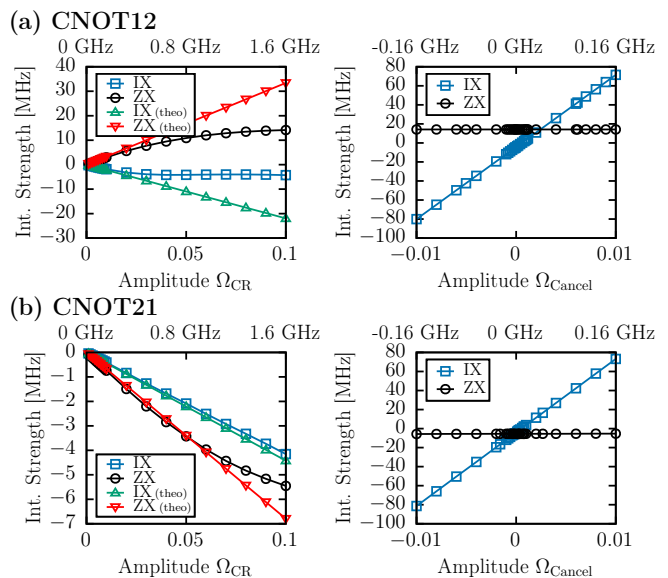 (a) CNOT12
0 GHz 0.8 GHz 1.6 GHz
Int. Strength [MHz]
40
30
20
10
0
−10
−20
−30
IX
ZX
IX (theo)
ZX (theo)
0 0.05 0.1
Amplitude Ω_CR
-0.16 GHz 0 GHz 0.16 GHz
Int. Strength [MHz]
80
60
40
20
0
−20
−40
−60
−80
−100
IX
ZX
−0.01 0 0.01
Amplitude Ω_Cancel
(b) CNOT21
0 GHz 0.8 GHz 1.6 GHz
Int. Strength [MHz]
0
−1
−2
−3
−4
−5
−6
−7
IX
ZX
IX (theo)
ZX (theo)
0 0.05 0.1
Amplitude Ω_CR
-0.16 GHz 0 GHz 0.16 GHz
Int. Strength [MHz]
80
60
40
20
0
−20
−40
−60
−80
−100
IX
ZX
−0.01 0 0.01
Amplitude Ω_Cancel